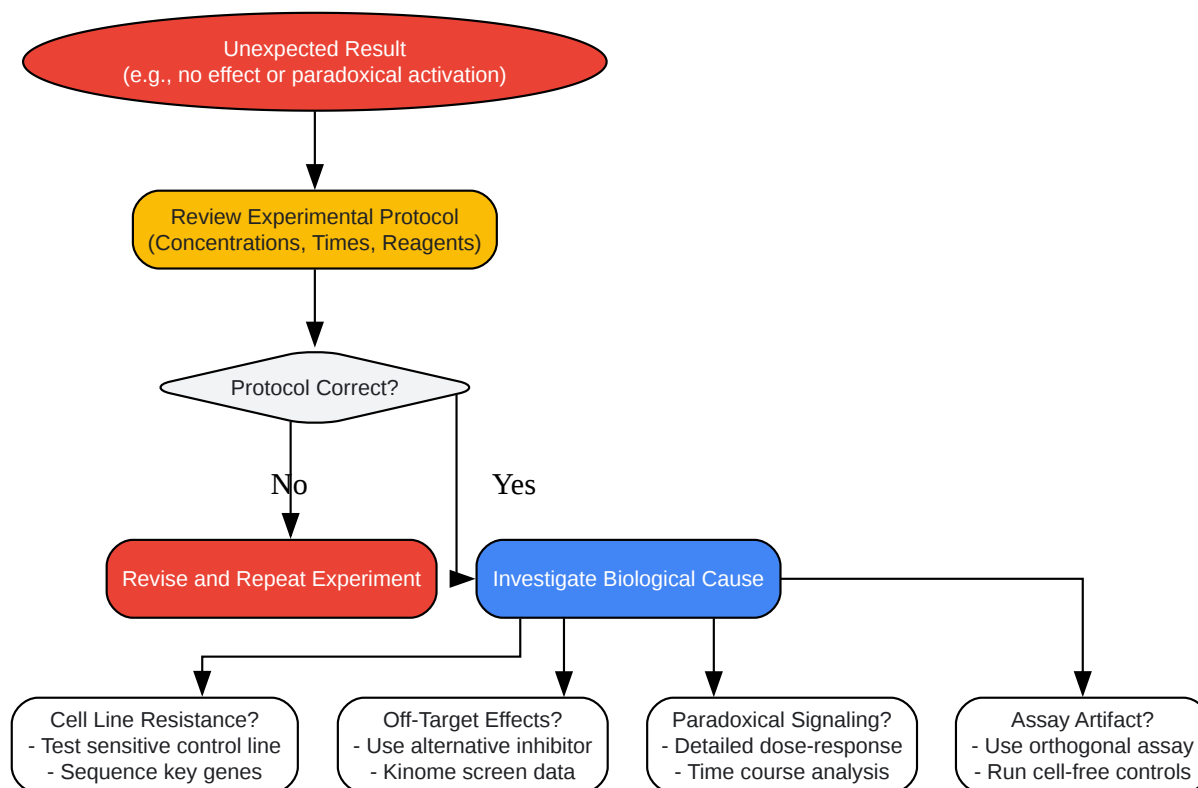 Unexpected Result
(e.g., no effect or paradoxical activation)
Review Experimental Protocol
(Concentrations, Times, Reagents)
Protocol Correct?
No
Yes
Revise and Repeat Experiment
Investigate Biological Cause
Cell Line Resistance?
- Test sensitive control line
- Sequence key genes
Off-Target Effects?
- Use alternative inhibitor
- Kinome screen data
Paradoxical Signaling?
- Detailed dose-response
- Time course analysis
Assay Artifact?
- Use orthogonal assay
- Run cell-free controls